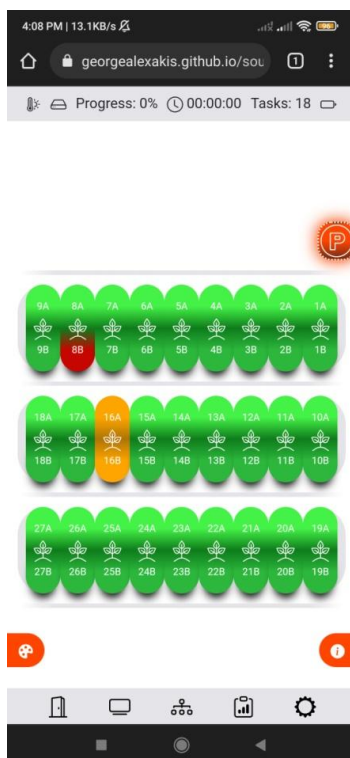 4:08 PM | 13.1KB/s 96
georgealexakis.github.io/sou 1
Progress: 0% 00:00:00 Tasks: 18
P
9A 8A 7A 6A 5A 4A 3A 2A 1A
9B 8B 7B 6B 5B 4B 3B 2B 1B
18A 17A 16A 15A 14A 13A 12A 11A 10A
18B 17B 16B 15B 14B 13B 12B 11B 10B
27A 26A 25A 24A 23A 22A 21A 20A 19A
27B 26B 25B 24B 23B 22B 21B 20B 19B
i